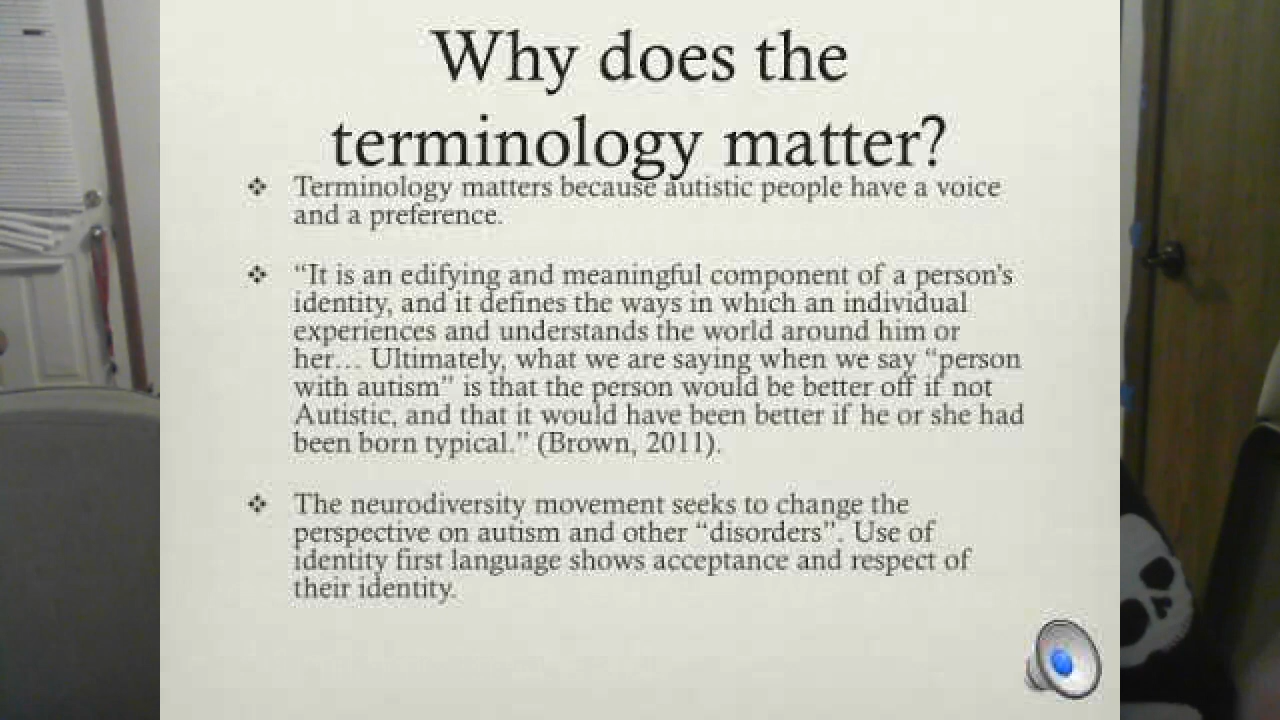 Why does the
terminology matter?
❖ Terminology matters because autistic people have a voice
and a preference.
❖ “It is an edifying and meaningful component of a person's
identity, and it defines the ways in which an individual
experiences and understands the world around him or
her… Ultimately, what we are saying when we say “person
with autism” is that the person would be better off if not
Autistic, and that it would have been better if he or she had
been born typical.” (Brown, 2011).
❖ The neurodiversity movement seeks to change the
perspective on autism and other “disorders”. Use of
identity first language shows acceptance and respect of
their identity.